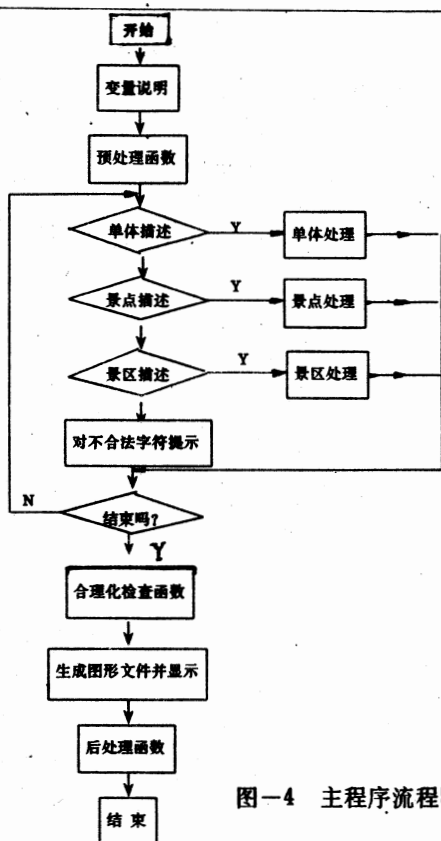 开始
变量说明
预处理函数
单体描述
Y
单体处理
景点描述
Y
景点处理
景区描述
Y
景区处理
对不合法字符提示
N
结束吗?
Y
合理化检查函数
生成图形文件并显示
后处理函数
结 束
图-4 主程序流程